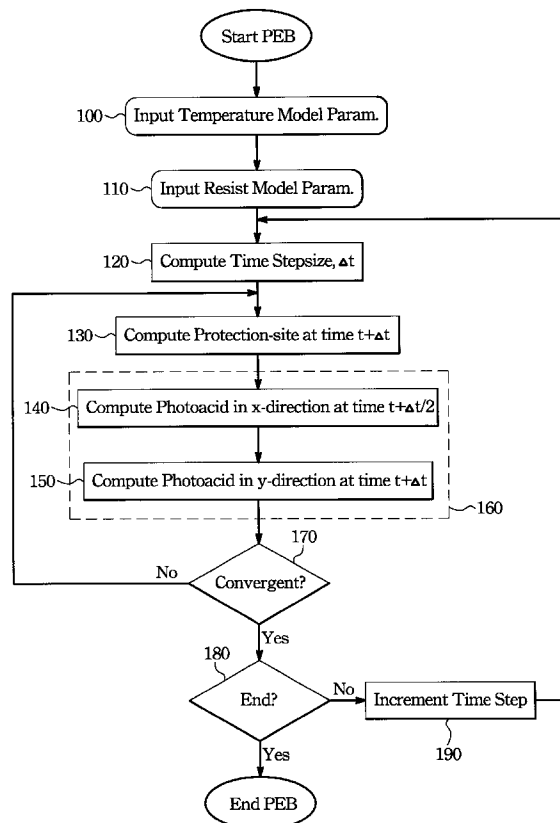 Start PEB
100
Input Temperature Model Param.
110
Input Resist Model Param.
120
Compute Time Stepsize, Δt
130
Compute Protection-site at time t+Δt
140
Compute Photoacid in x-direction at time t+Δt/2
150
Compute Photoacid in y-direction at time t+Δt
160
170
No
Convergent?
Yes
180
End?
No
Increment Time Step
190
Yes
End PEB